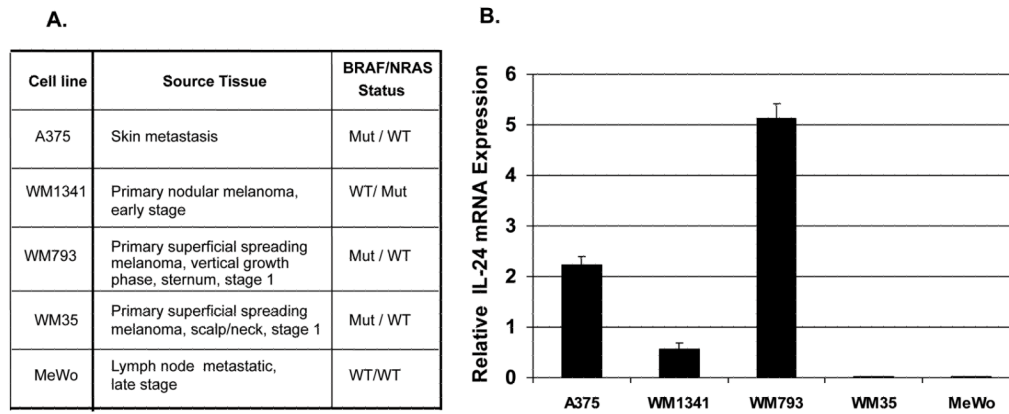 A.
Cell line Source Tissue BRAF/NRAS Status
A375 Skin metastasis Mut / WT
WM1341 Primary nodular melanoma, WT/ Mut
early stage
WM793 Primary superficial spreading Mut / WT
melanoma, vertical growth
phase, sternum, stage 1
WM35 Primary superficial spreading Mut / WT
melanoma, scalp/neck, stage 1
MeWo Lymph node metastatic, WT/WT
late stage
B.
Relative IL-24 mRNA Expression
6
5
4
3
2
1
0
A375 WM1341 WM793 WM35 MeWo